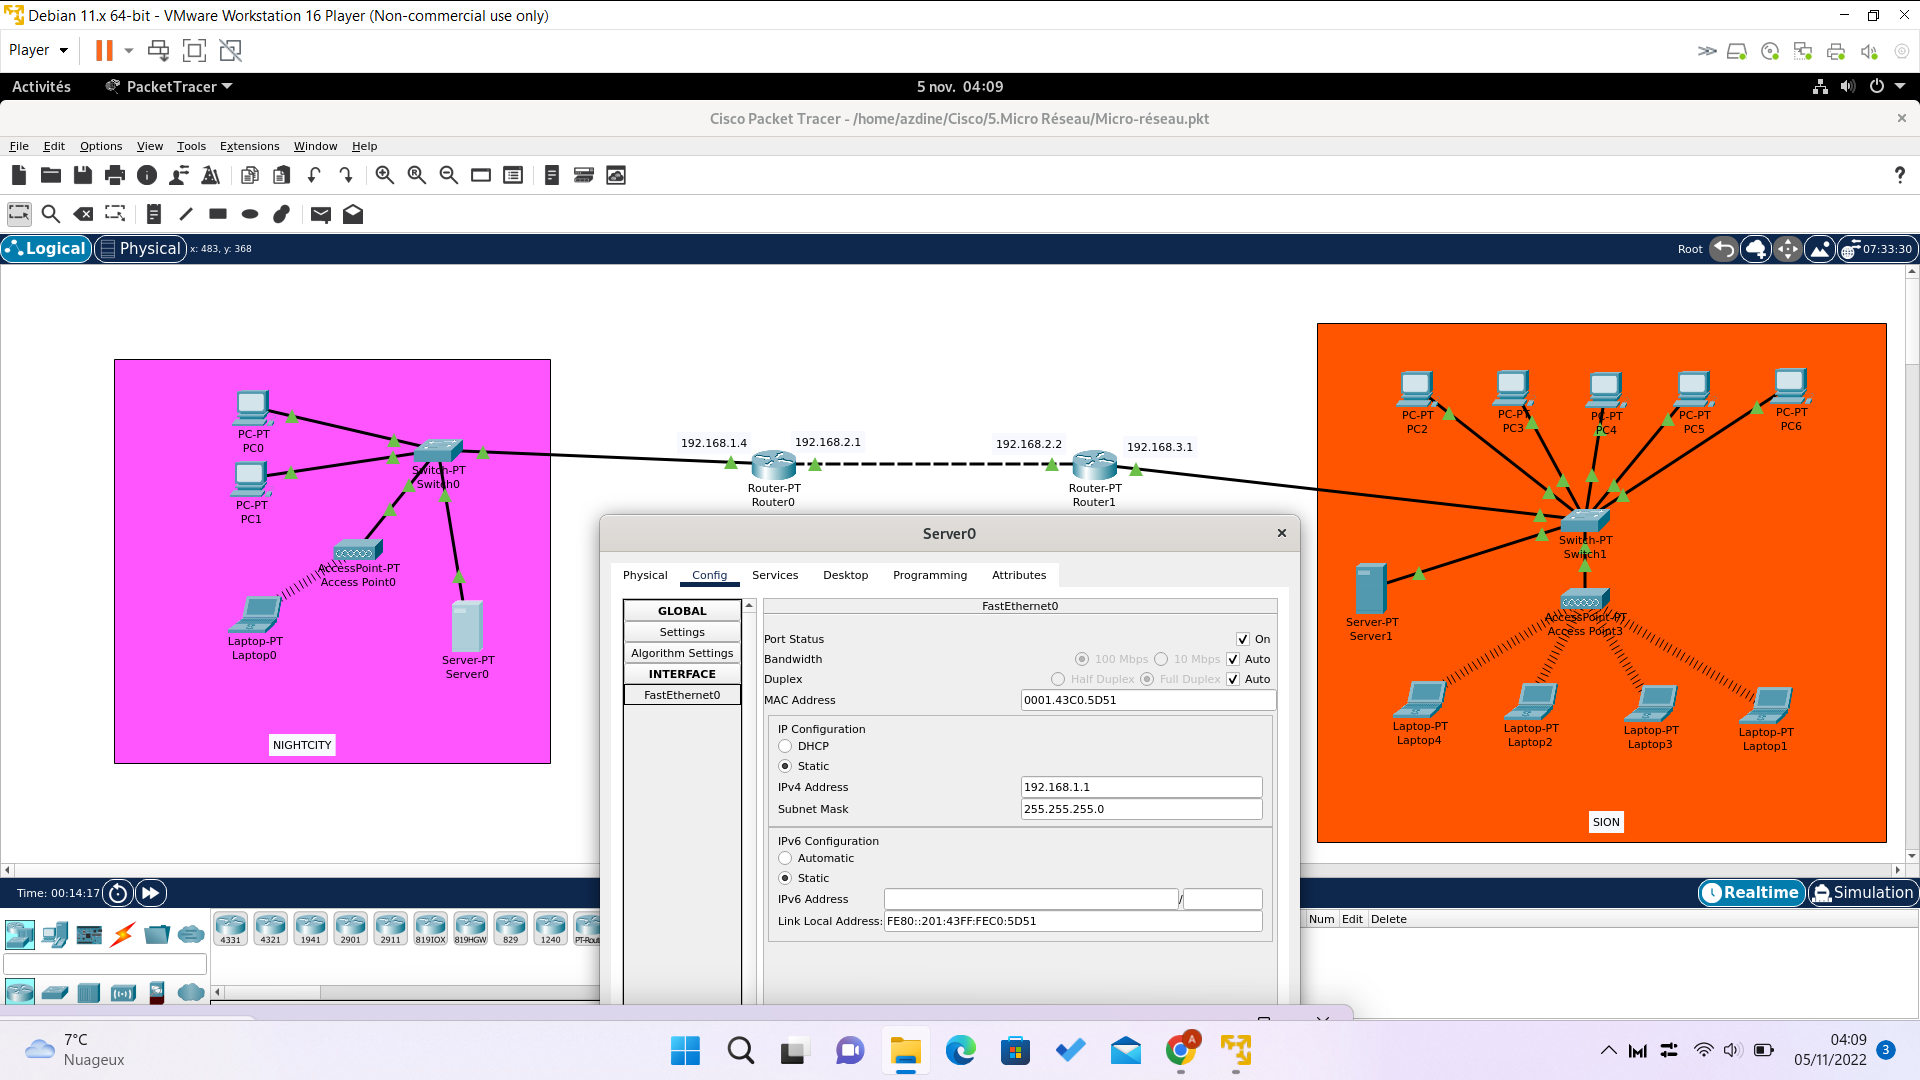 Debian 11.x 64-bit - VMware Workstation 16 Player (Non-commercial use only)
Player
Activités
PacketTracer
5 nov.  04:09
Cisco Packet Tracer - /home/azdine/Cisco/5.Micro Réseau/Micro-réseau.pkt
File Edit Options View Tools Extensions Window Help
Logical
Physical
x: 483, y: 368
Root
07:33:30
PC-PT
PC0
PC-PT
PC1
Switch-PT
Switch0
AccessPoint-PT
Access Point0
Laptop-PT
Laptop0
Server-PT
Server0
NIGHTCITY
192.168.1.4
192.168.2.1
Router-PT
Router0
192.168.2.2
192.168.3.1
Router-PT
Router1
PC-PT
PC2
PC-PT
PC3
PC-PT
PC4
PC-PT
PC5
PC-PT
PC6
Switch-PT
Switch1
Server-PT
Server1
AccessPoint-PT
Access Point3
Laptop-PT
Laptop4
Laptop-PT
Laptop2
Laptop-PT
Laptop3
Laptop-PT
Laptop1
SION
Server0
Physical Config Services Desktop Programming Attributes
GLOBAL
Settings
Algorithm Settings
INTERFACE
FastEthernet0
FastEthernet0
Port Status On
Bandwidth 100 Mbps 10 Mbps Auto
Duplex Half Duplex Full Duplex Auto
MAC Address 0001.43C0.5D51
IP Configuration
DHCP
Static
IPv4 Address 192.168.1.1
Subnet Mask 255.255.255.0
IPv6 Configuration
Automatic
Static
IPv6 Address /
Link Local Address: FE80::201:43FF:FEC0:5D51
Time: 00:14:17
Realtime
Simulation
4331 4321 1941 2901 2911 819IOX 819HGW 829 1240 PT-Rout
Num Edit Delete
7°C
Nuageux
A
04:09
05/11/2022
3